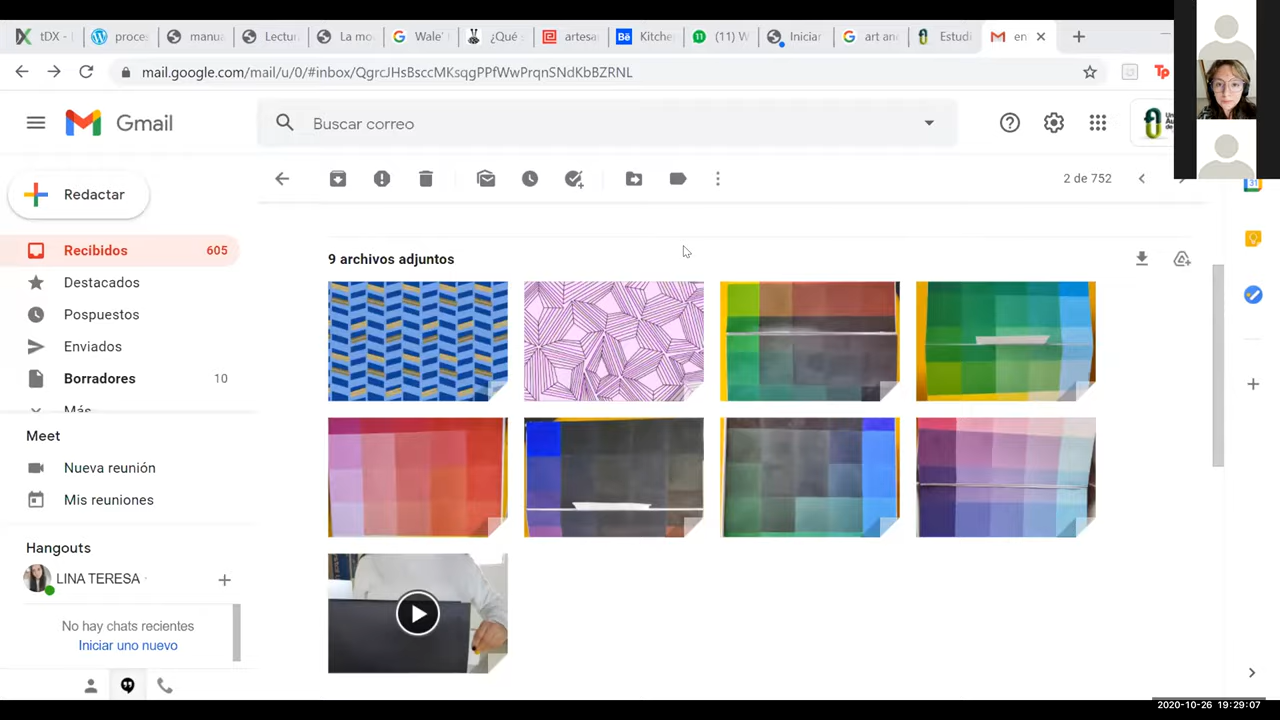 tDX - 
proces
manua
Lectur
La mo
Wale'
¿Qué
artesa
Kitche
(11) W
Iniciar
art an
Estudi
en
mail.google.com/mail/u/0/#inbox/QgrcJHsBsccMKsqgPPfWwPrqnSNdKbBZRNL
Gmail
Buscar correo
Redactar
2 de 752
Recibidos 605
Destacados
Pospuestos
Enviados
Borradores 10
Más
9 archivos adjuntos
Meet
Nueva reunión
Mis reuniones
Hangouts
LINA TERESA
No hay chats recientes
Iniciar uno nuevo
2020-10-26 19:29:07